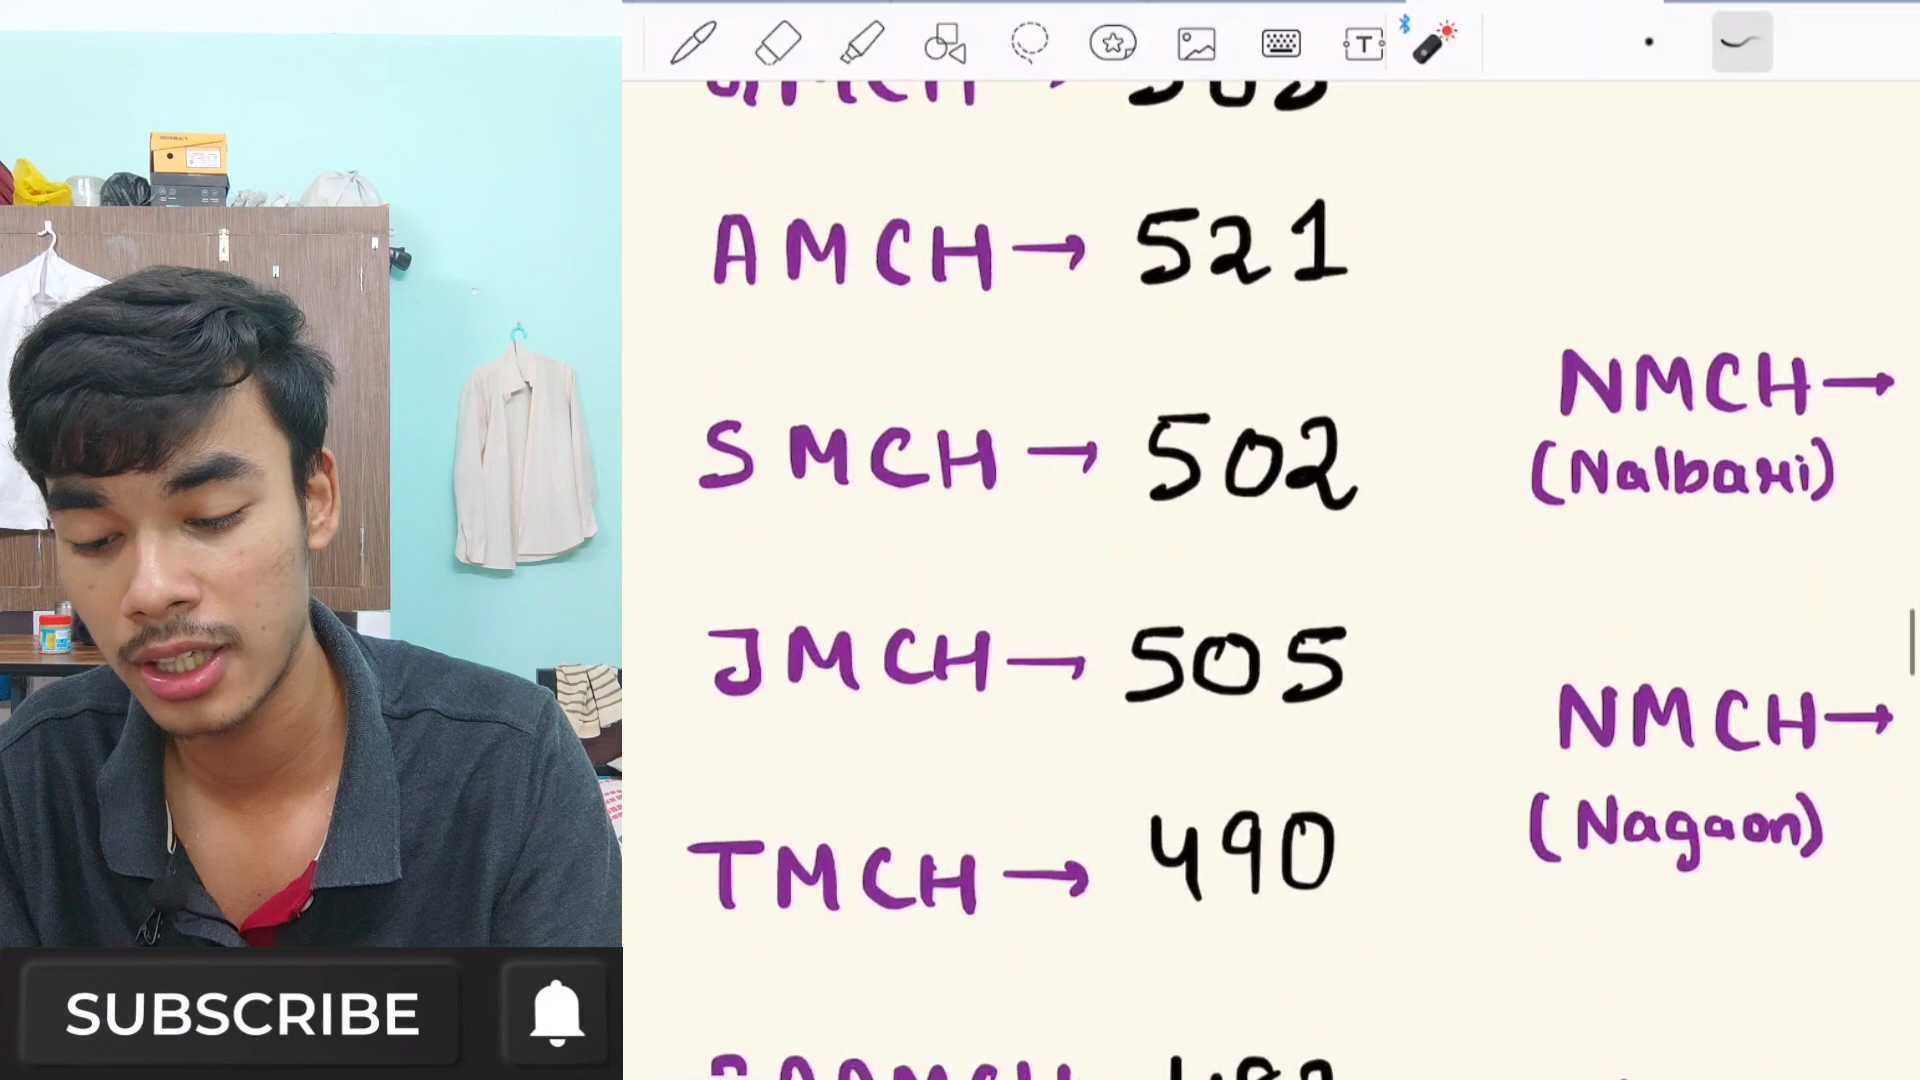 AMCH → 521
SMCH → 502
JMCH → 505
TMCH → 490
NMCH →
(Nalbari)
NMCH →
(Nagaon)
T
SUBSCRIBE